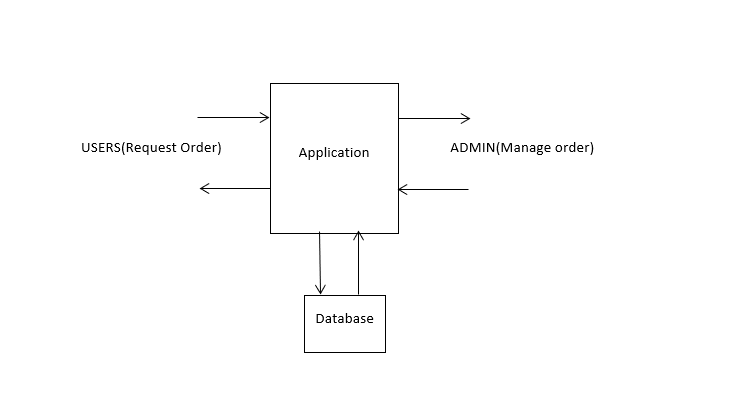 USERS(Request Order)
Application
ADMIN(Manage order)
Database